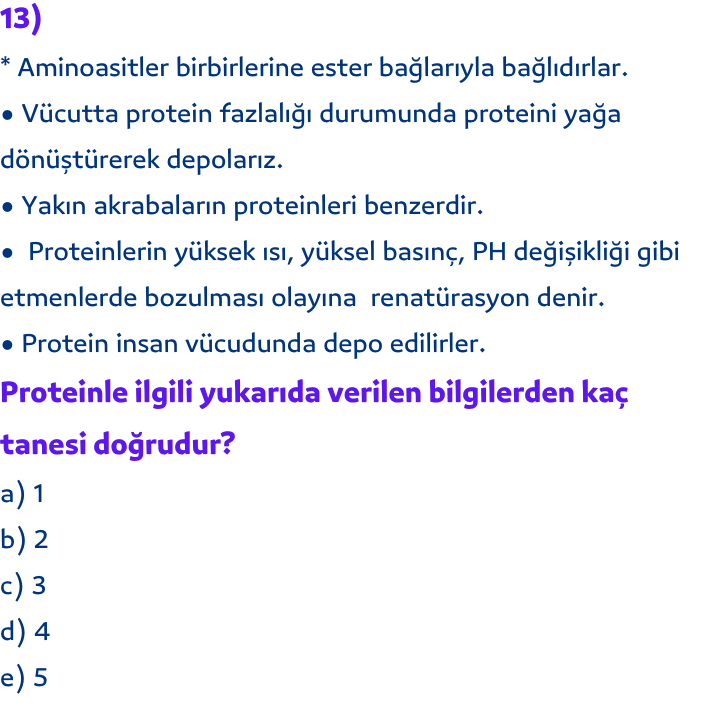 13)
* Aminoasitler birbirlerine ester bağlarıyla bağlıdırlar.
● Vücutta protein fazlalığı durumunda proteini yağa
dönüştürerek depolarız.
● Yakın akrabaların proteinleri benzerdir.
● Proteinlerin yüksek ısı, yüksel basınç, PH değişikliği gibi
etmenlerde bozulması olayına renatürasyon denir.
● Protein insan vücudunda depo edilirler.
Proteinle ilgili yukarıda verilen bilgilerden kaç
tanesi doğrudur?
a) 1
b) 2
c) 3
d) 4
e) 5